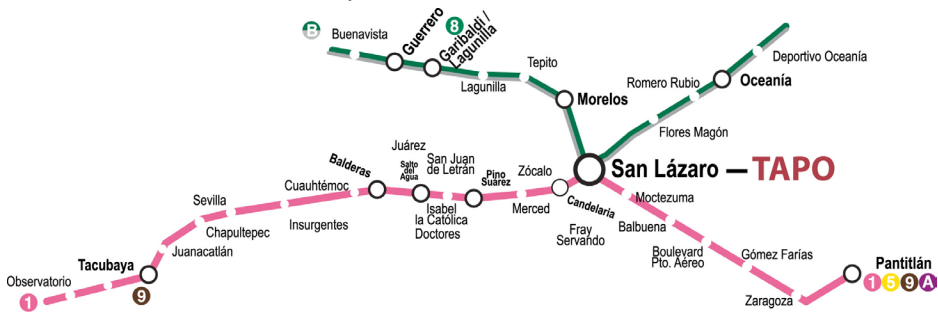 B
Buenavista
Guerrero
8
Garibaldi /
Lagunilla
Lagunilla
Tepito
Morelos
Romero Rubio
Deportivo Oceanía
Oceanía
Flores Magón
San Lázaro — TAPO
Observatorio
1
Tacubaya
9
Juanacatlán
Sevilla
Chapultepec
Cuauhtémoc
Insurgentes
Balderas
Juárez
Salto
del
Agua
San Juan
de Letrán
Isabel
la Católica
Doctores
Pino
Suárez
Zócalo
Merced
Candelaria
Fray
Servando
Moctezuma
Balbuena
Boulevard
Pto. Aéreo
Gómez Farías
Zaragoza
Pantitlán
1 5 9 A